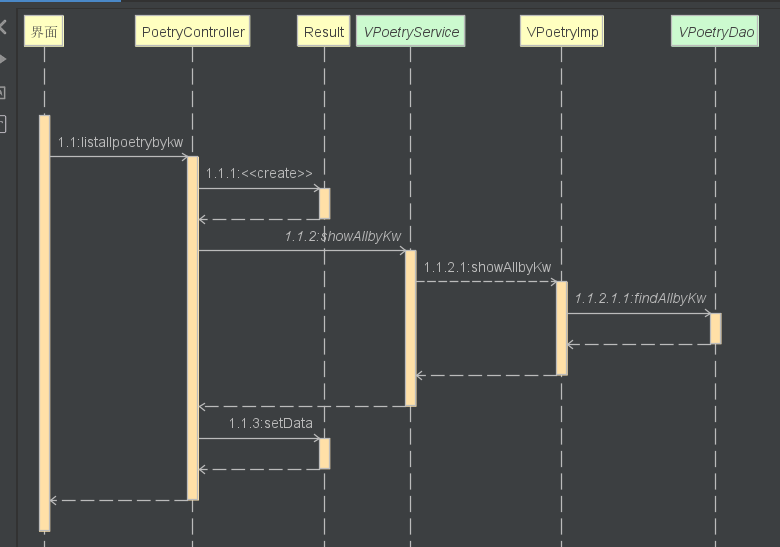 界面
PoetryController
Result
VPoetryService
VPoetryImp
VPoetryDao
1.1:listallpoetrybykw
1.1.1:<<create>>
1.1.2:showAllbyKw
1.1.2.1:showAllbyKw
1.1.2.1.1:findAllbyKw
1.1.3:setData